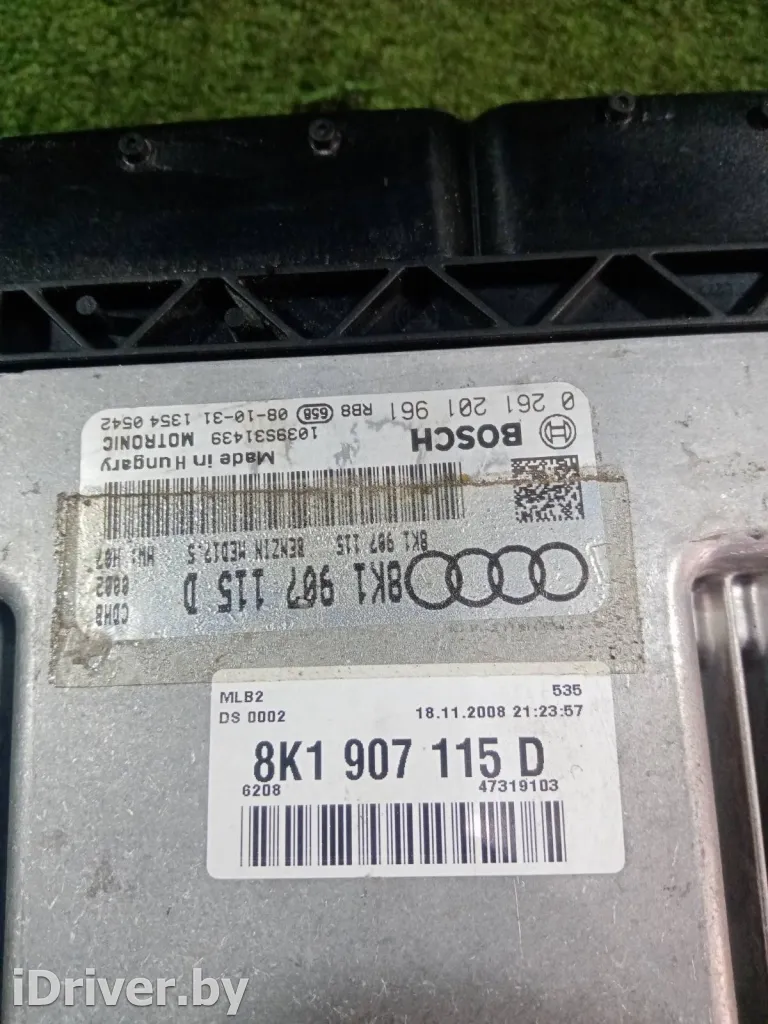 0 261 201 961 RB8 658 08-10-31 1354 0542
BOSCH 1039S31439 MOTRONIC
Made in Hungary
8K1 907 115 BENZIN MED17.5 HW: H07
8K1 907 115 D 0002 CDHB
MLB2 535
DS 0002 18.11.2008 21:23:57
8K1 907 115 D
6208 47319103
iDriver.by